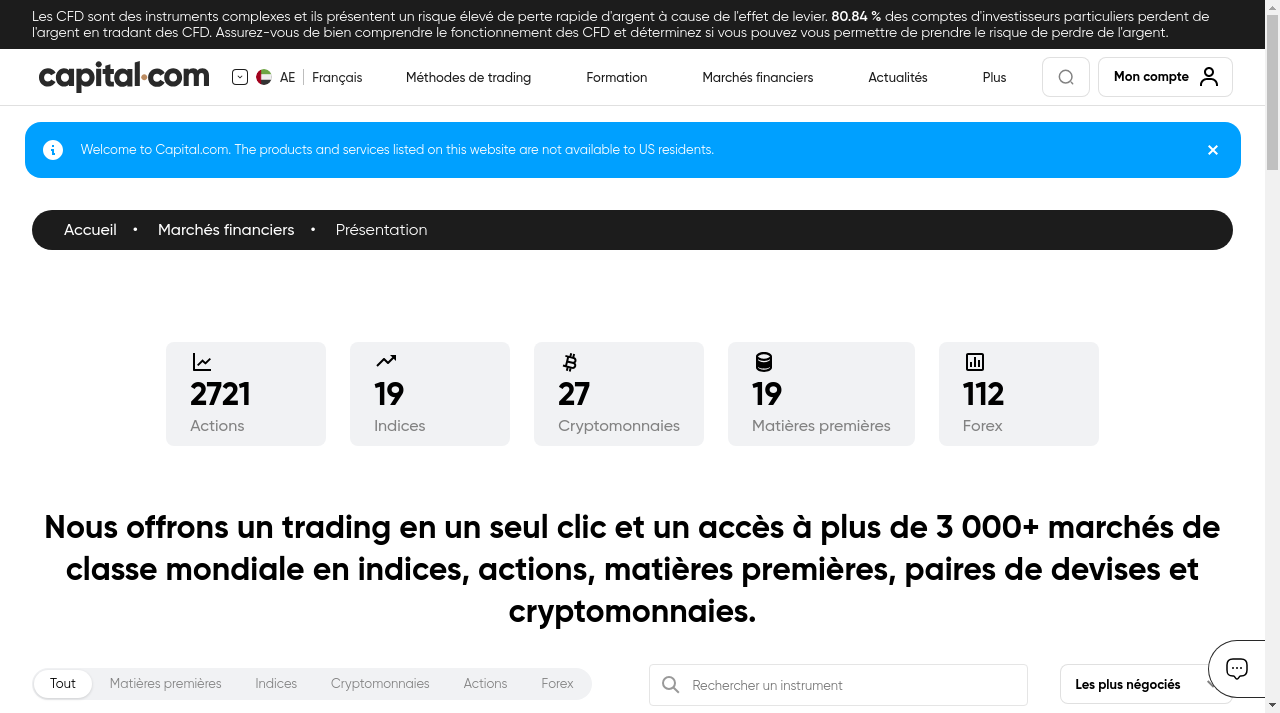 Les CFD sont des instruments complexes et ils présentent un risque élevé de perte rapide d'argent à cause de l'effet de levier. 80.84 % des comptes d'investisseurs particuliers perdent de
l'argent en tradant des CFD. Assurez-vous de bien comprendre le fonctionnement des CFD et déterminez si vous pouvez vous permettre de prendre le risque de perdre de l'argent.
capital.com AE Français Méthodes de trading Formation Marchés financiers Actualités Plus Mon compte
Welcome to Capital.com. The products and services listed on this website are not available to US residents.
Accueil • Marchés financiers • Présentation
2721 19 27 19 112
Actions Indices Cryptomonnaies Matières premières Forex
Nous offrons un trading en un seul clic et un accès à plus de 3 000+ marchés de
classe mondiale en indices, actions, matières premières, paires de devises et
cryptomonnaies.
Tout Matières premières Indices Cryptomonnaies Actions Forex Rechercher un instrument Les plus négociés